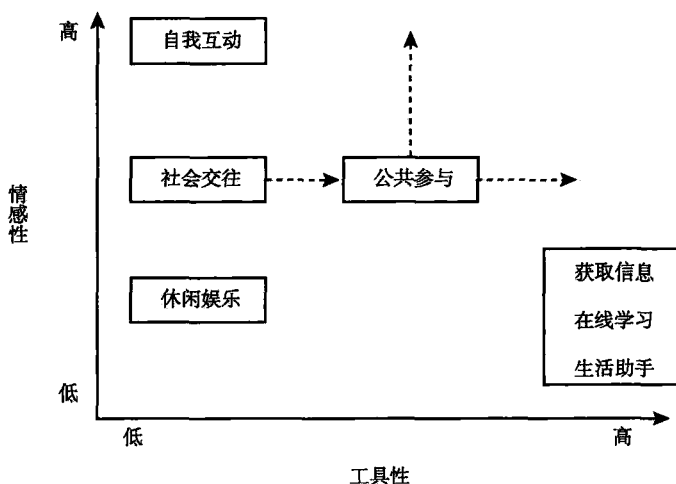 高
自我互动
社会交往
公共参与
情感性
休闲娱乐
获取信息
在线学习
生活助手
低
低
高
工具性